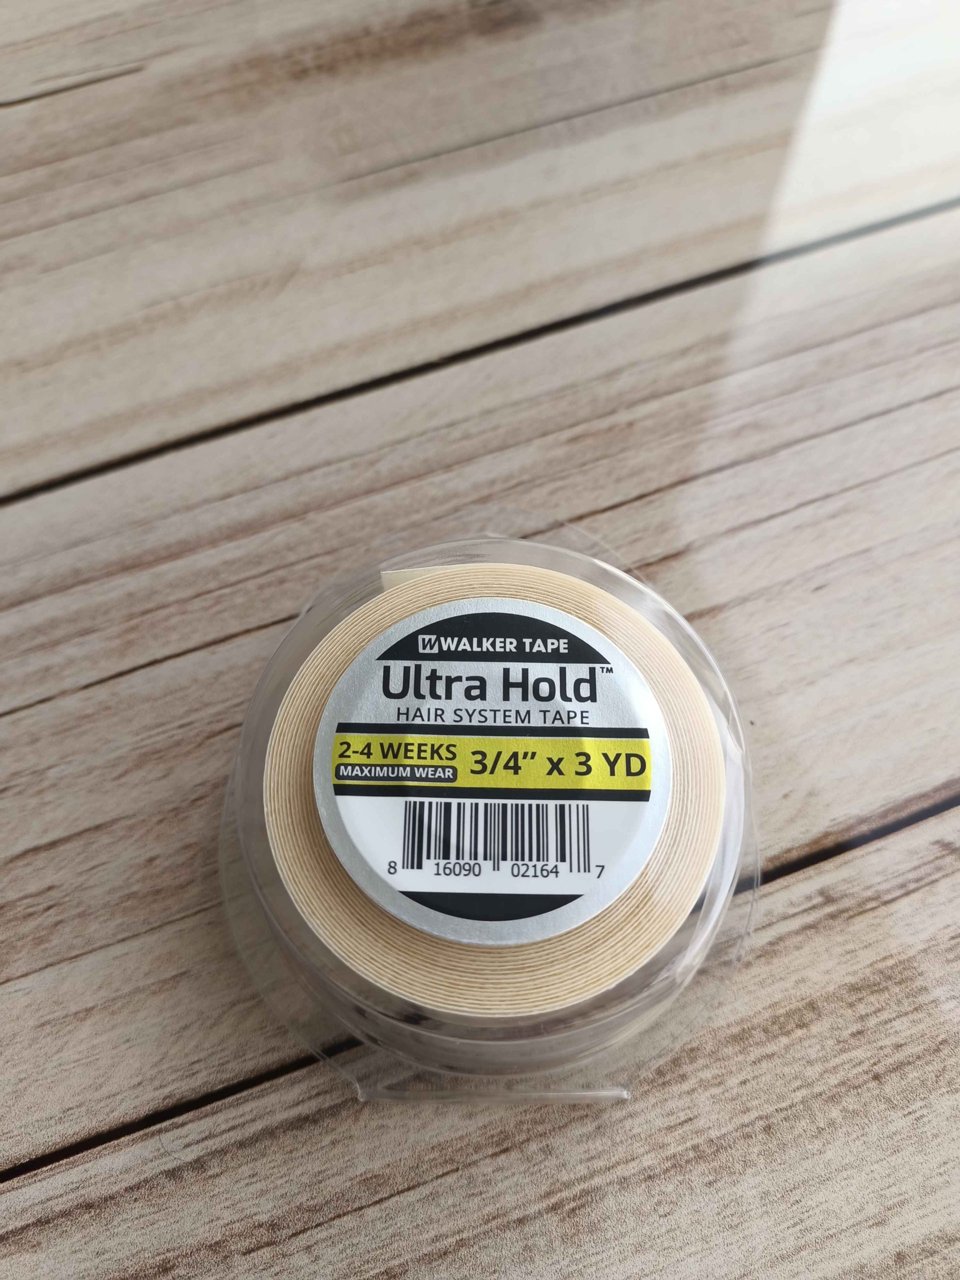 WALKER TAPE
Ultra Hold™
HAIR SYSTEM TAPE
2-4 WEEKS
MAXIMUM WEAR
3/4” x 3 YD
8 16090 02164 7